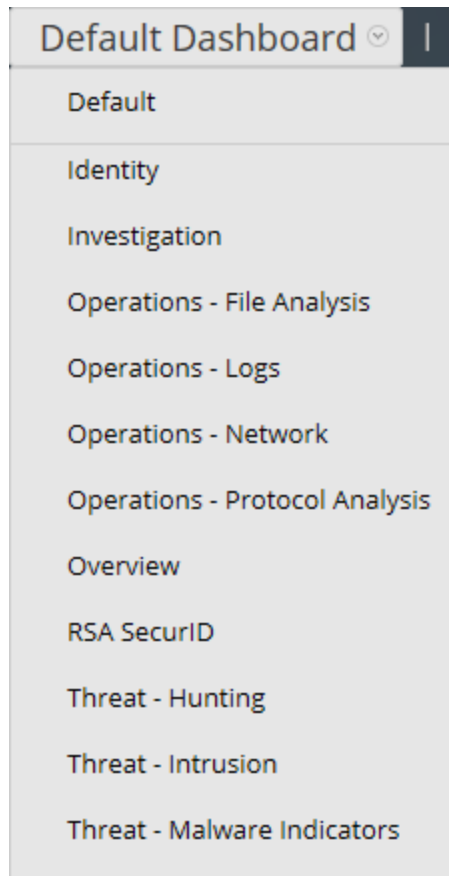 Default Dashboard
Default
Identity
Investigation
Operations - File Analysis
Operations - Logs
Operations - Network
Operations - Protocol Analysis
Overview
RSA SecurID
Threat - Hunting
Threat - Intrusion
Threat - Malware Indicators